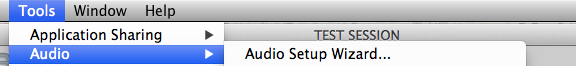 Tools Window Help
Application Sharing TEST SESSION
Audio Audio Setup Wizard...